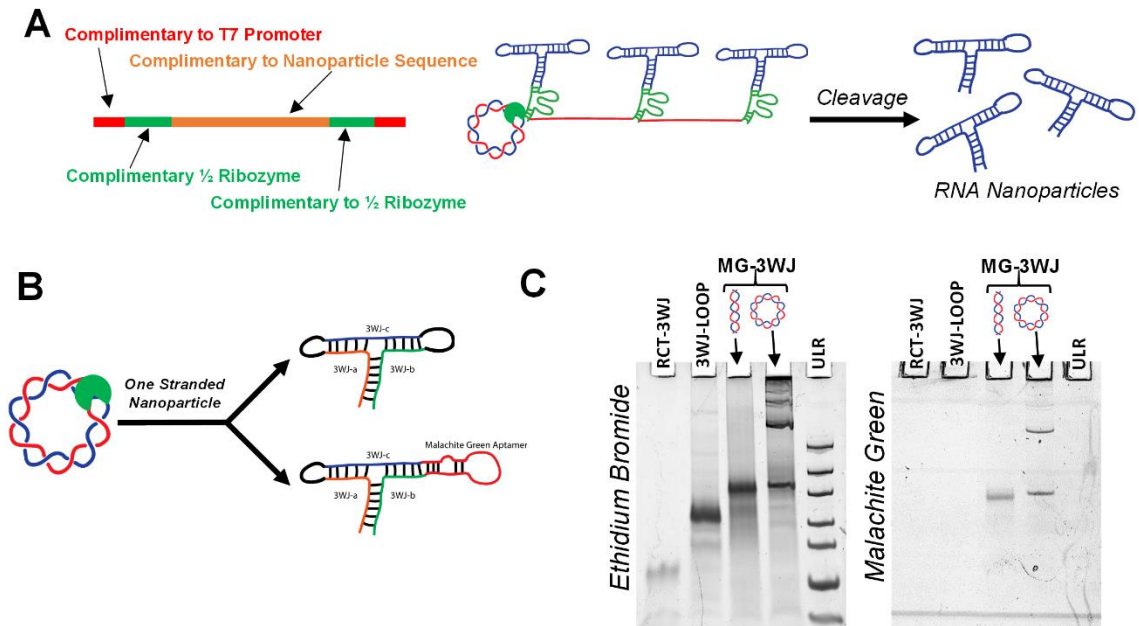 A
Complimentary to T7 Promoter
Complimentary to Nanoparticle Sequence
Complimentary ½ Ribozyme
Complimentary to ½ Ribozyme
Cleavage
RNA Nanoparticles
B
One Stranded
Nanoparticle
3WJ-c
3WJ-a
3WJ-b
3WJ-c
Malachite Green Aptamer
3WJ-a
3WJ-b
C
MG-3WJ
RCT-3WJ
3WJ-LOOP
ULR
Ethidium Bromide
MG-3WJ
RCT-3WJ
3WJ-LOOP
ULR
Malachite Green